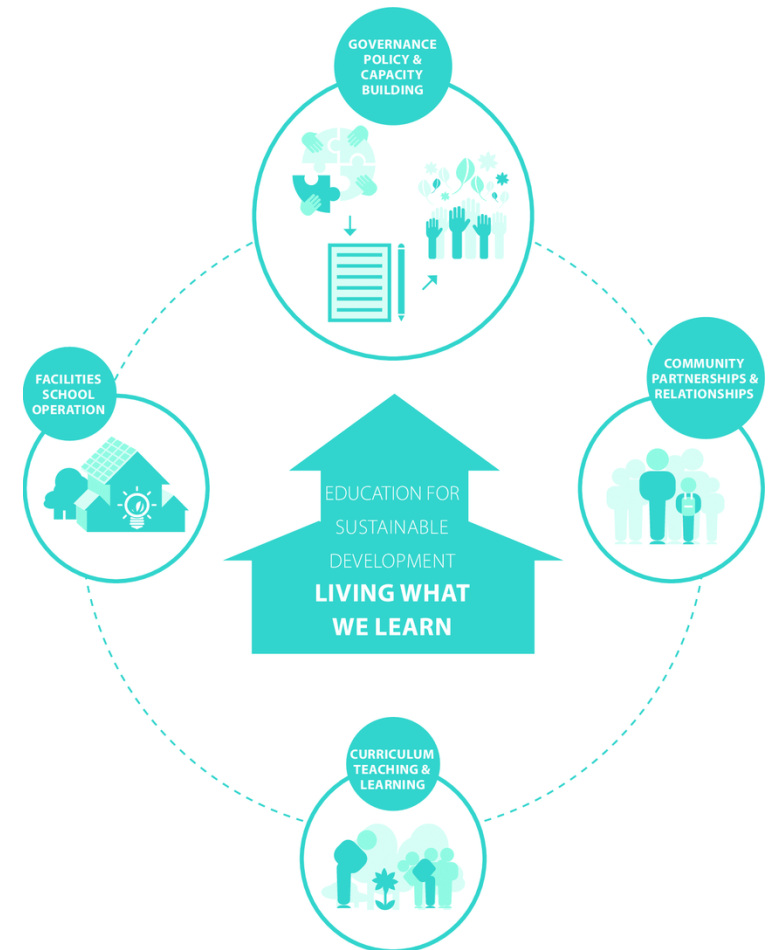 GOVERNANCE
POLICY &
CAPACITY
BUILDING
FACILITIES
SCHOOL
OPERATION
COMMUNITY
PARTNERSHIPS &
RELATIONSHIPS
EDUCATION FOR
SUSTAINABLE
DEVELOPMENT
LIVING WHAT
WE LEARN
CURRICULUM
TEACHING &
LEARNING